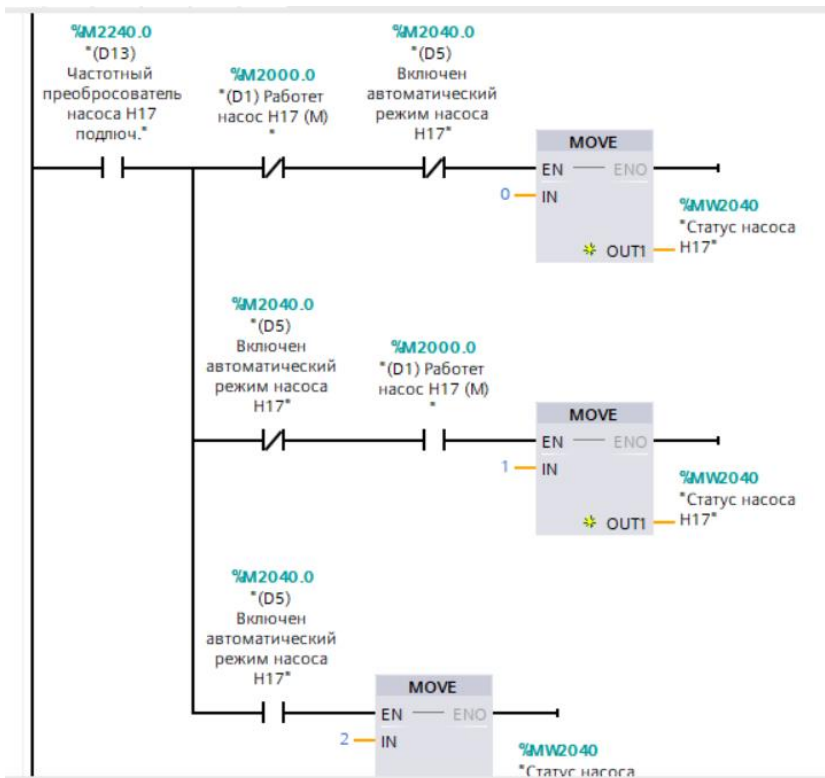 %M2240.0
"(D13)
Частотный
преобросователь
насоса Н17
подлюч."
%M2000.0
"(D1) Работет
насос Н17 (М)
"
%M2040.0
"(D5)
Включен
автоматический
режим насоса
Н17"
MOVE
EN ENO
0 IN
OUT1
%MW2040
"Статус насоса
Н17"
%M2040.0
"(D5)
Включен
автоматический
режим насоса
Н17"
%M2000.0
"(D1) Работет
насос Н17 (М)
"
MOVE
EN ENO
1 IN
OUT1
%MW2040
"Статус насоса
Н17"
%M2040.0
"(D5)
Включен
автоматический
режим насоса
Н17"
MOVE
EN ENO
2 IN
%MW2040
"Статус насоса